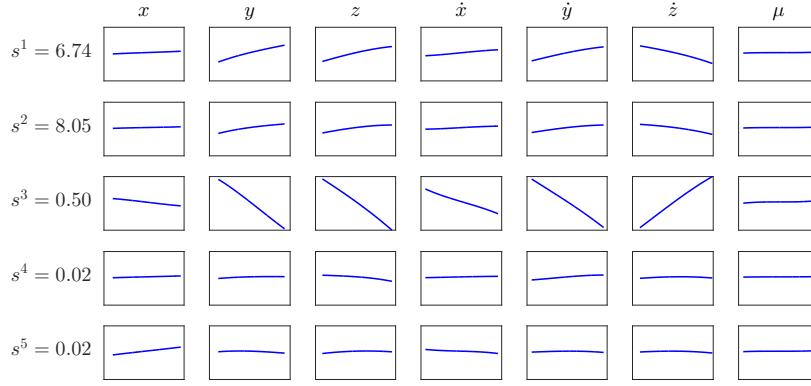 x y z ẋ ẏ ż μ
s¹ = 6.74
s² = 8.05
s³ = 0.50
s⁴ = 0.02
s⁵ = 0.02